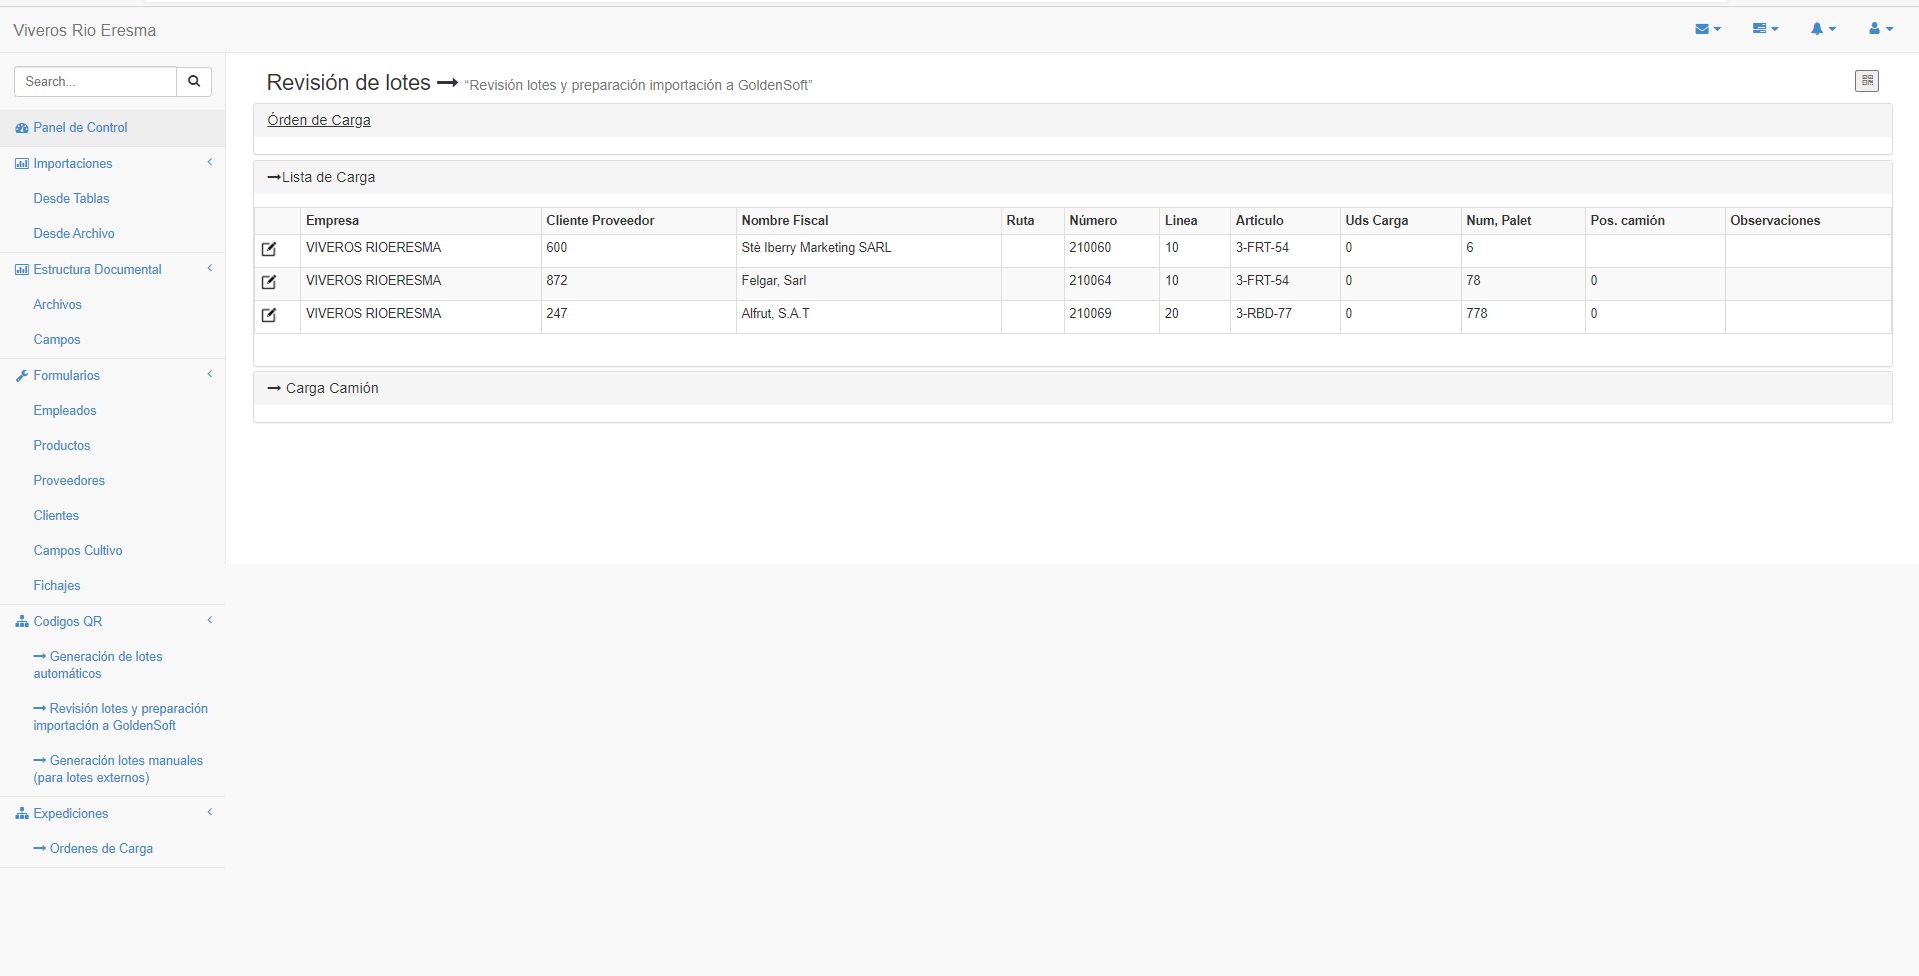 Viveros Rio Eresma
Search...
Panel de Control
Importaciones
Desde Tablas
Desde Archivo
Estructura Documental
Archivos
Campos
Formularios
Empleados
Productos
Proveedores
Clientes
Campos Cultivo
Fichajes
Codigos QR
Generación de lotes
automáticos
Revisión lotes y preparación
importación a GoldenSoft
Generación lotes manuales
(para lotes externos)
Expediciones
Ordenes de Carga
Revisión de lotes → “Revisión lotes y preparación importación a GoldenSoft”
Órden de Carga
→Lista de Carga
Empresa Cliente Proveedor Nombre Fiscal Ruta Número Linea Articulo Uds Carga Num, Palet Pos. camión Observaciones
VIVEROS RIOERESMA 600 Stè Iberry Marketing SARL 210060 10 3-FRT-54 0 6
VIVEROS RIOERESMA 872 Felgar, Sarl 210064 10 3-FRT-54 0 78 0
VIVEROS RIOERESMA 247 Alfrut, S.A.T 210069 20 3-RBD-77 0 778 0
→ Carga Camión